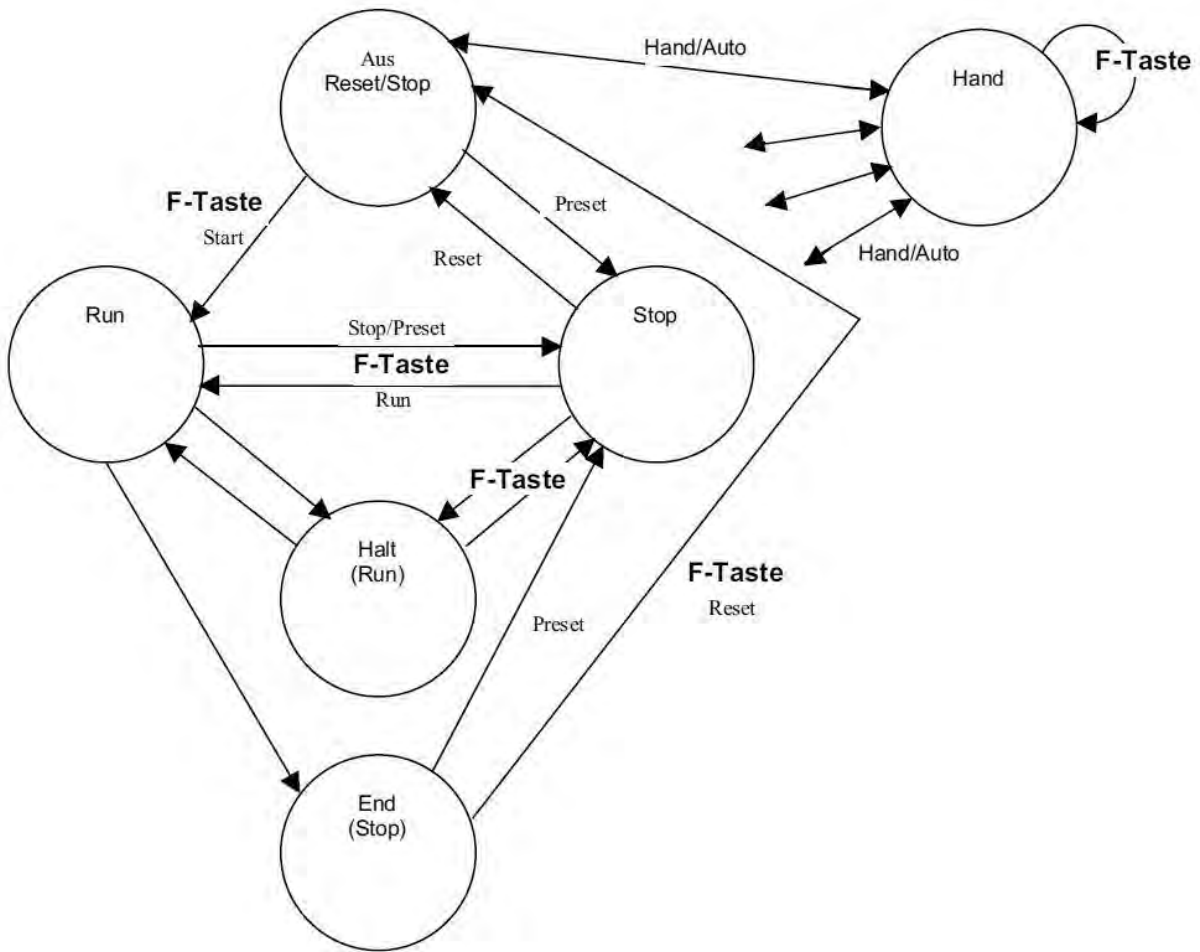 Aus
Reset/Stop
Hand/Auto
Hand
F-Taste
F-Taste
Start
Preset
Reset
Hand/Auto
Run
Stop/Preset
F-Taste
Run
Stop
F-Taste
Halt
(Run)
F-Taste
Reset
Preset
End
(Stop)